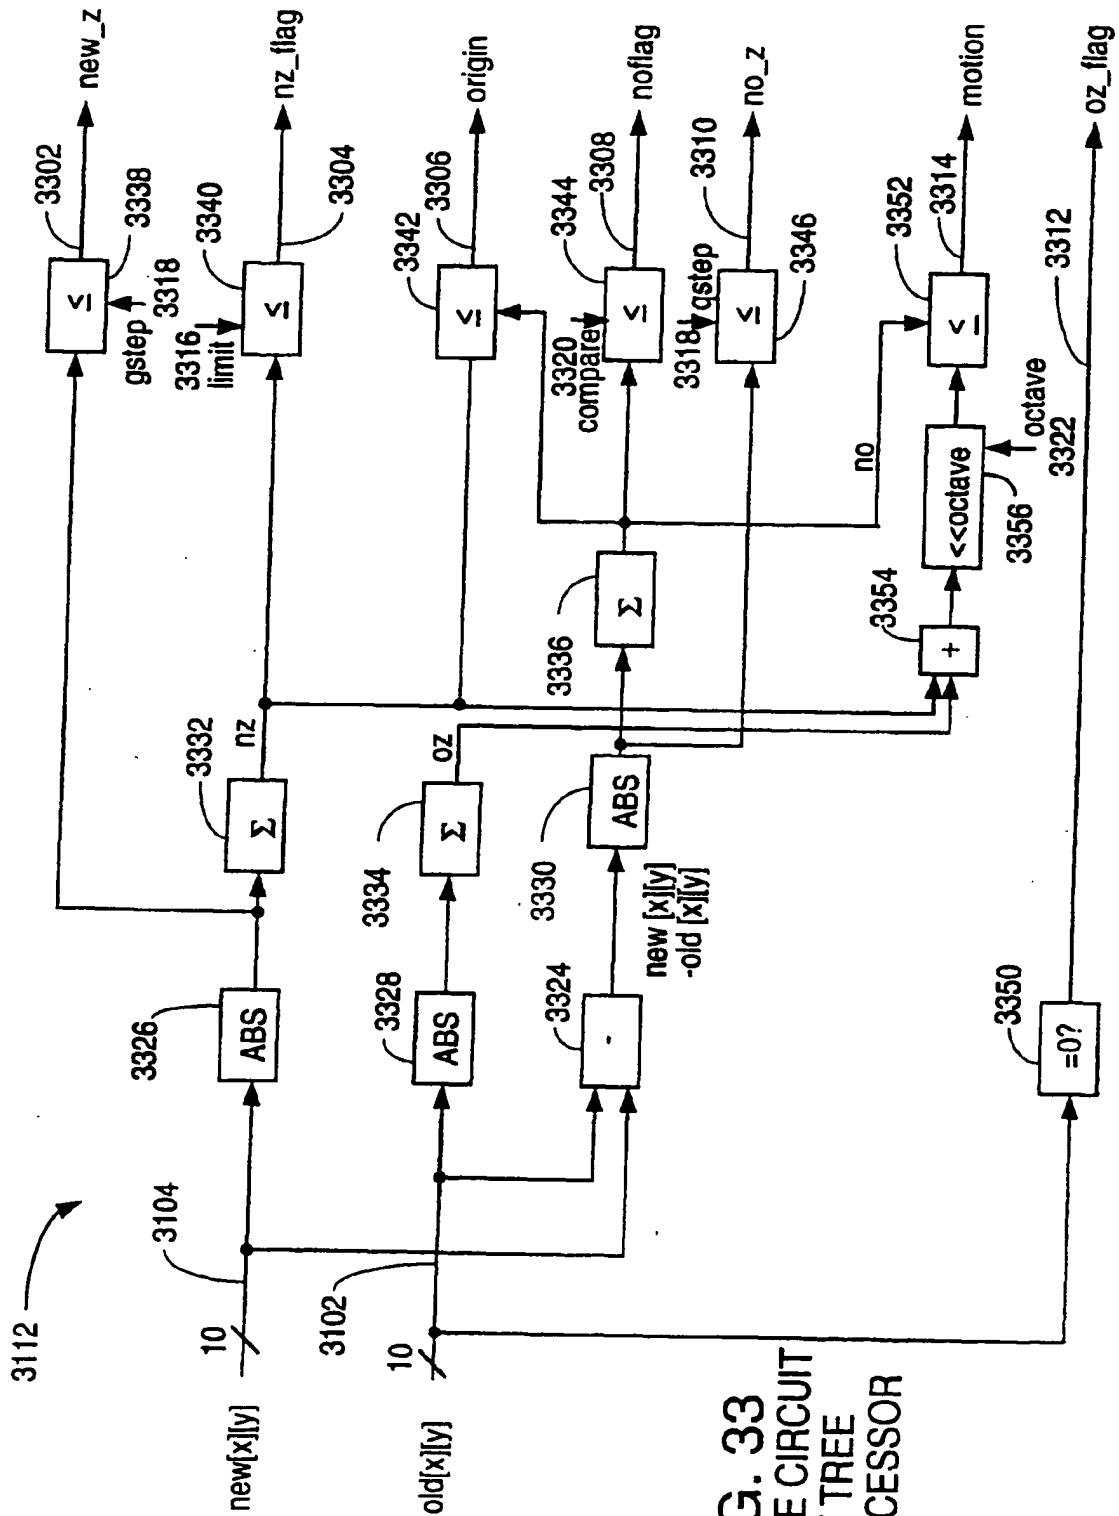 3112
new[x][y]
10
3104
3326
ABS
3332
Σ
nz
3302
new_z
≤
3338
gstep
3318
3316
limit
3340
≤
nz_flag
3304
old[x][y]
10
3102
3328
ABS
3334
Σ
oz
3342
≤
3306
origin
3324
-
new [x][y]
-old [x][y]
3330
ABS
3336
Σ
3320
compare
3344
≤
3308
noflag
3318
qstep
≤
3310
no_z
3346
no
3354
+
<<octave
3356
octave
3322
3352
≤
3314
motion
3350
=0?
3312
oz_flag
G. 33
E CIRCUIT
TREE
CESSOR